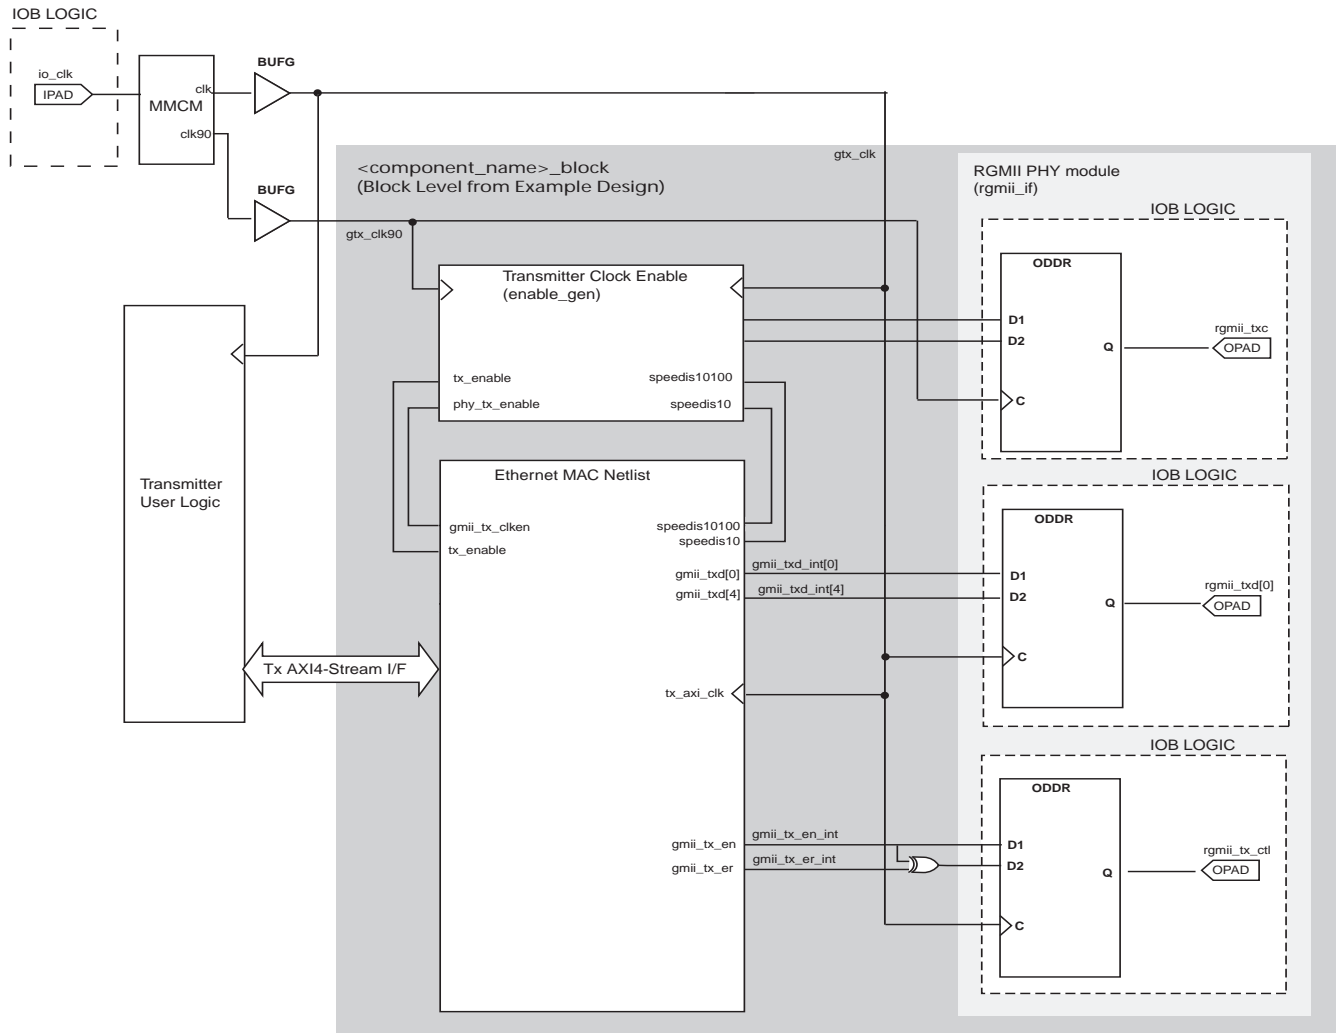 IOB LOGIC
io_clk
IPAD
MMCM
clk
clk90
BUFG
BUFG
gtx_clk
gtx_clk90
<component_name>_block
(Block Level from Example Design)
RGMII PHY module
(rgmii_if)
IOB LOGIC
ODDR
D1
D2
Q
C
rgmii_txc
OPAD
Transmitter Clock Enable
(enable_gen)
tx_enable
phy_tx_enable
speedis10100
speedis10
Transmitter
User Logic
Tx AXI4-Stream I/F
Ethernet MAC Netlist
gmii_tx_clken
tx_enable
speedis10100
speedis10
gmii_txd[0]
gmii_txd[4]
gmii_txd_int[0]
gmii_txd_int[4]
tx_axi_clk
gmii_tx_en
gmii_tx_er
gmii_tx_en_int
gmii_tx_er_int
IOB LOGIC
ODDR
D1
D2
Q
C
rgmii_txd[0]
OPAD
IOB LOGIC
ODDR
D1
D2
Q
C
rgmii_tx_ctl
OPAD